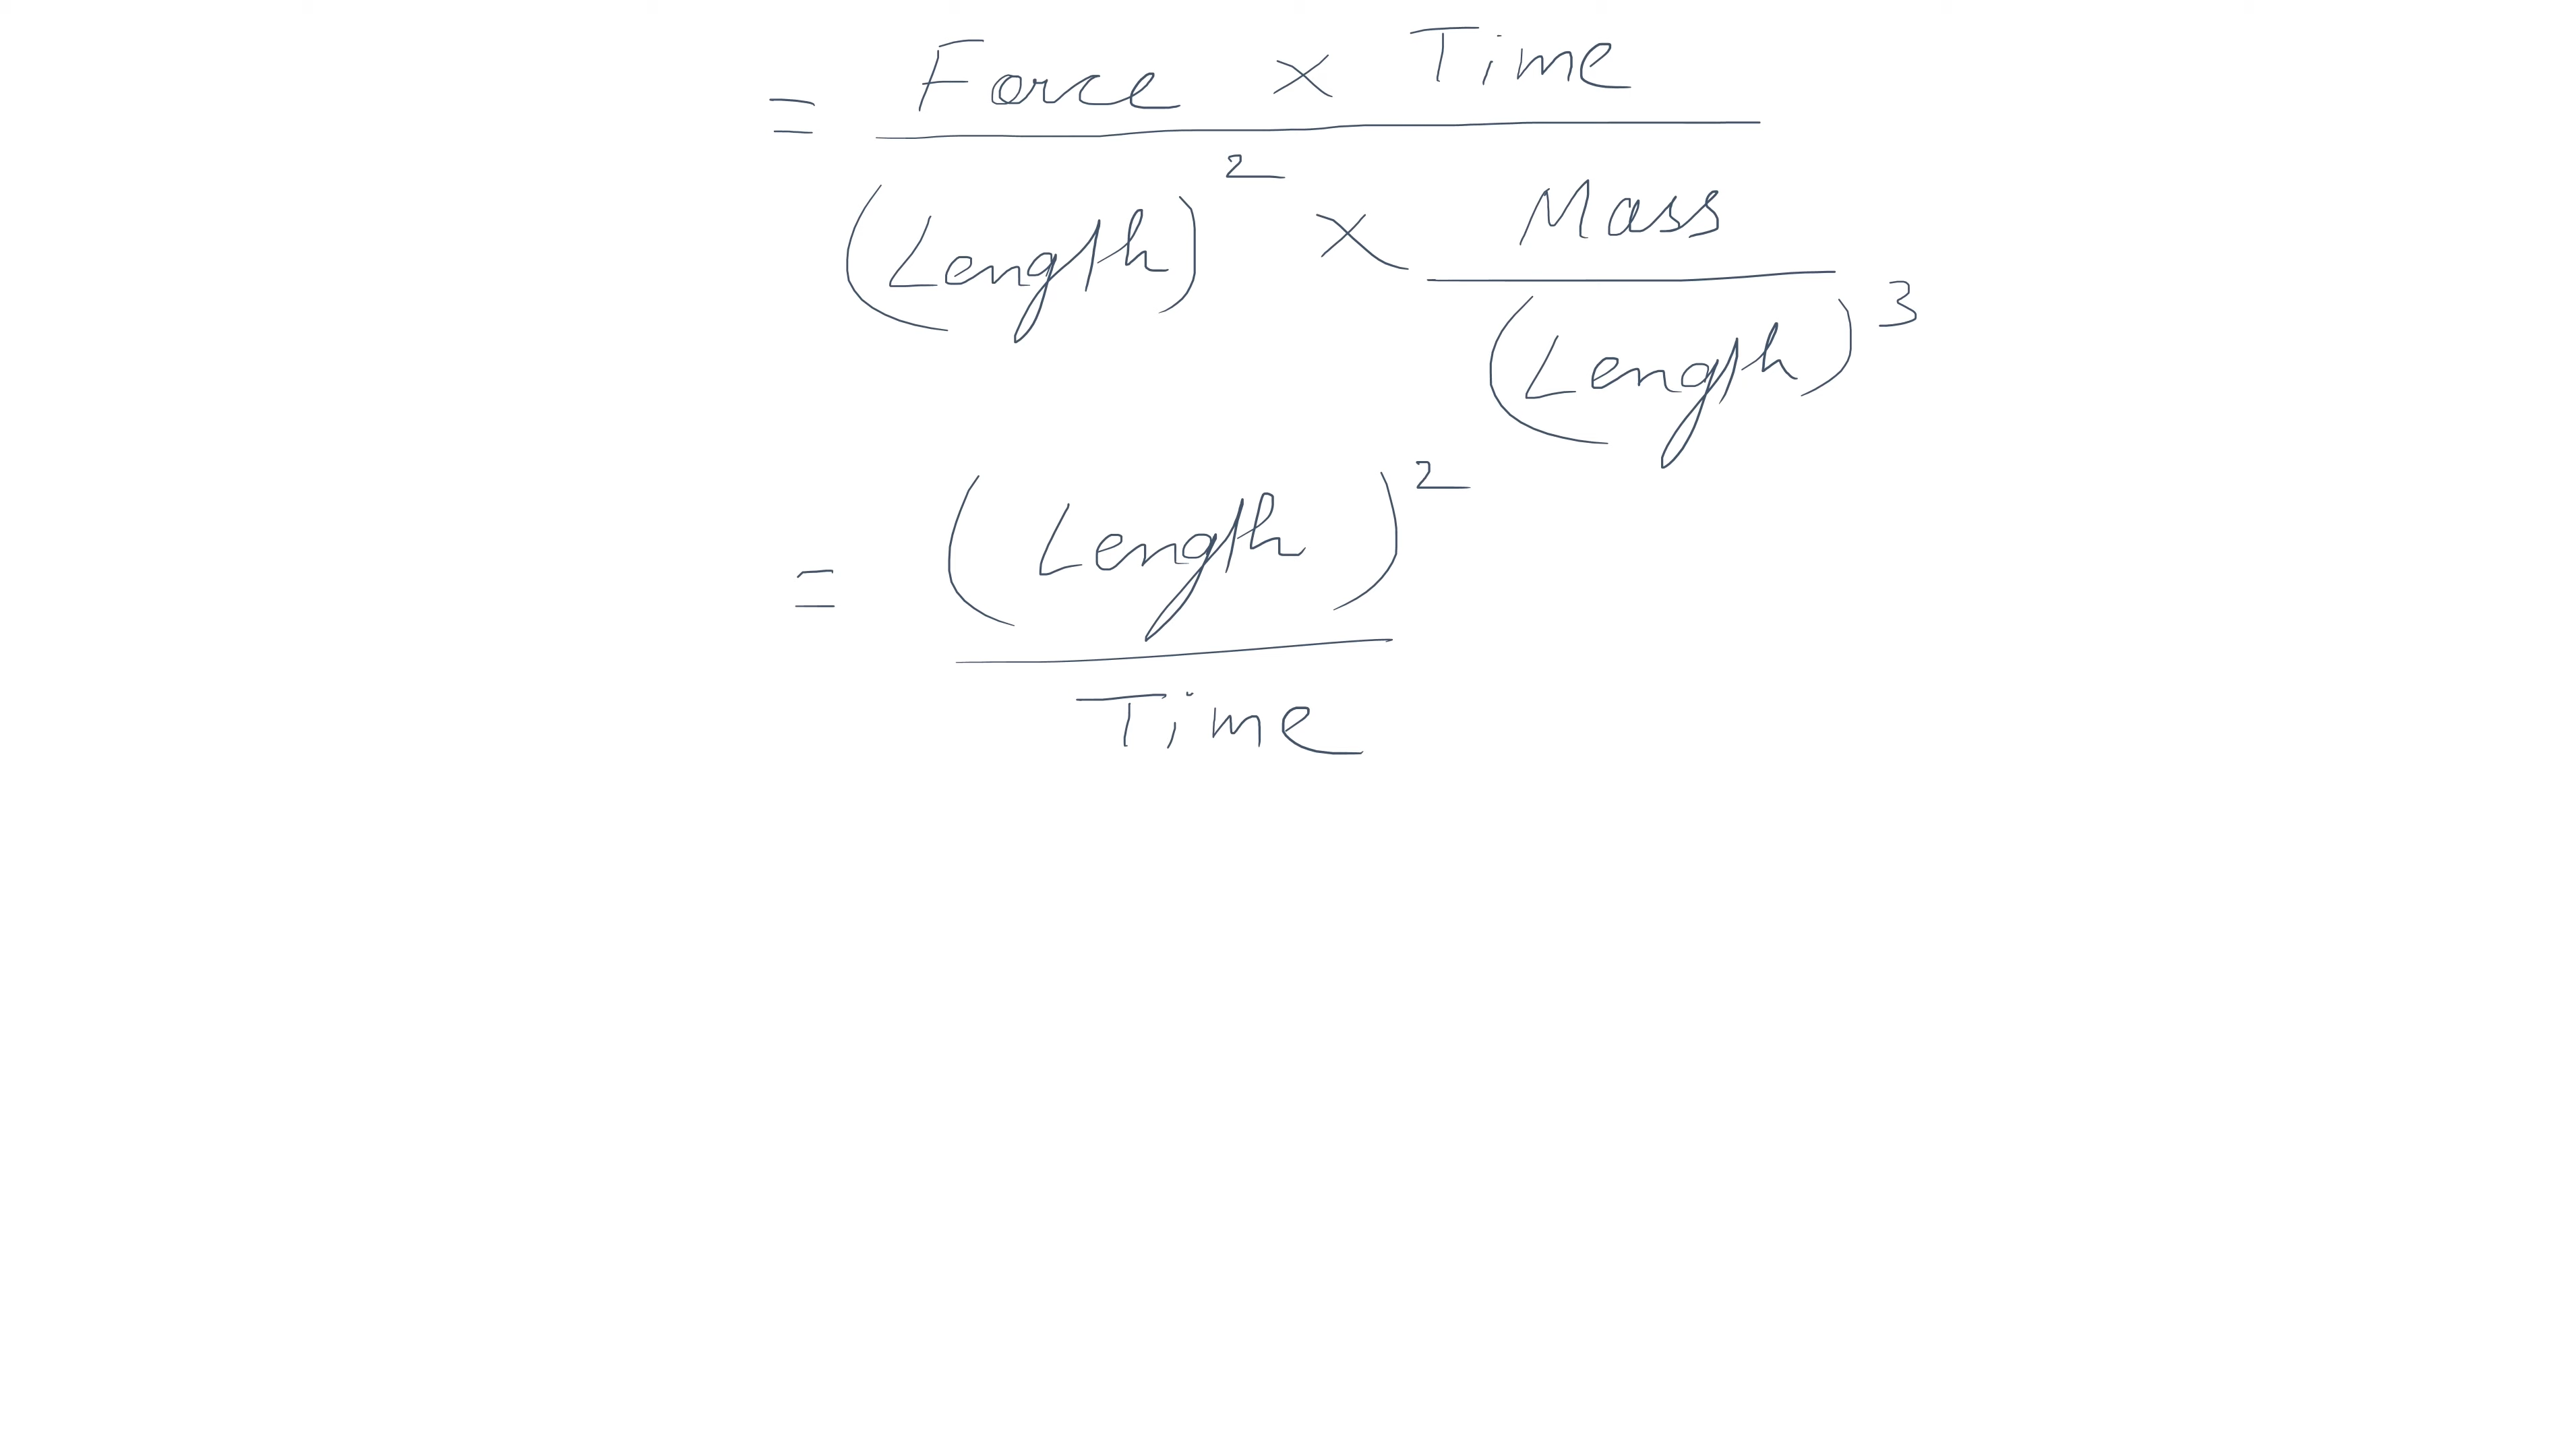 = Force × Time
(Length)² × Mass
(Length)³
= (Length)²
Time